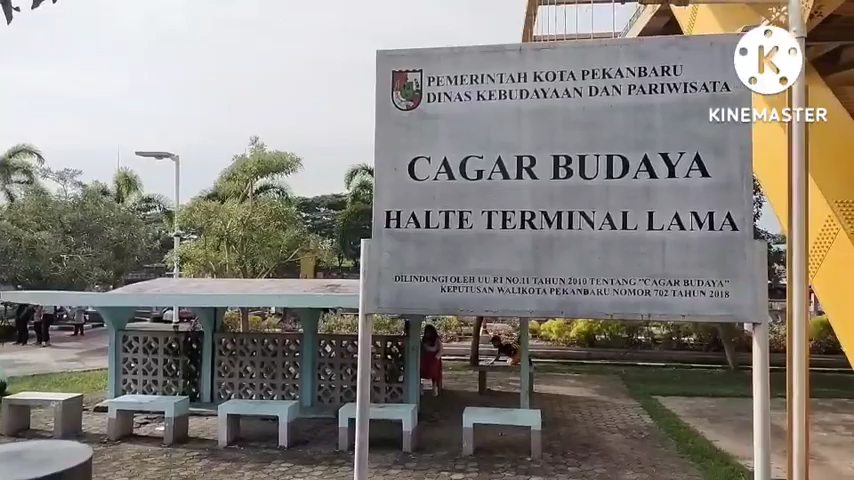 KINEMASTER
PEMERINTAH KOTA PEKANBARU
DINAS KEBUDAYAAN DAN PARIWISATA
CAGAR BUDAYA
HALTE TERMINAL LAMA
DILINDUNGI OLEH UU RI NO.11 TAHUN 2010 TENTANG "CAGAR BUDAYA"
KEPUTUSAN WALIKOTA PEKANBARU NOMOR 702 TAHUN 2018